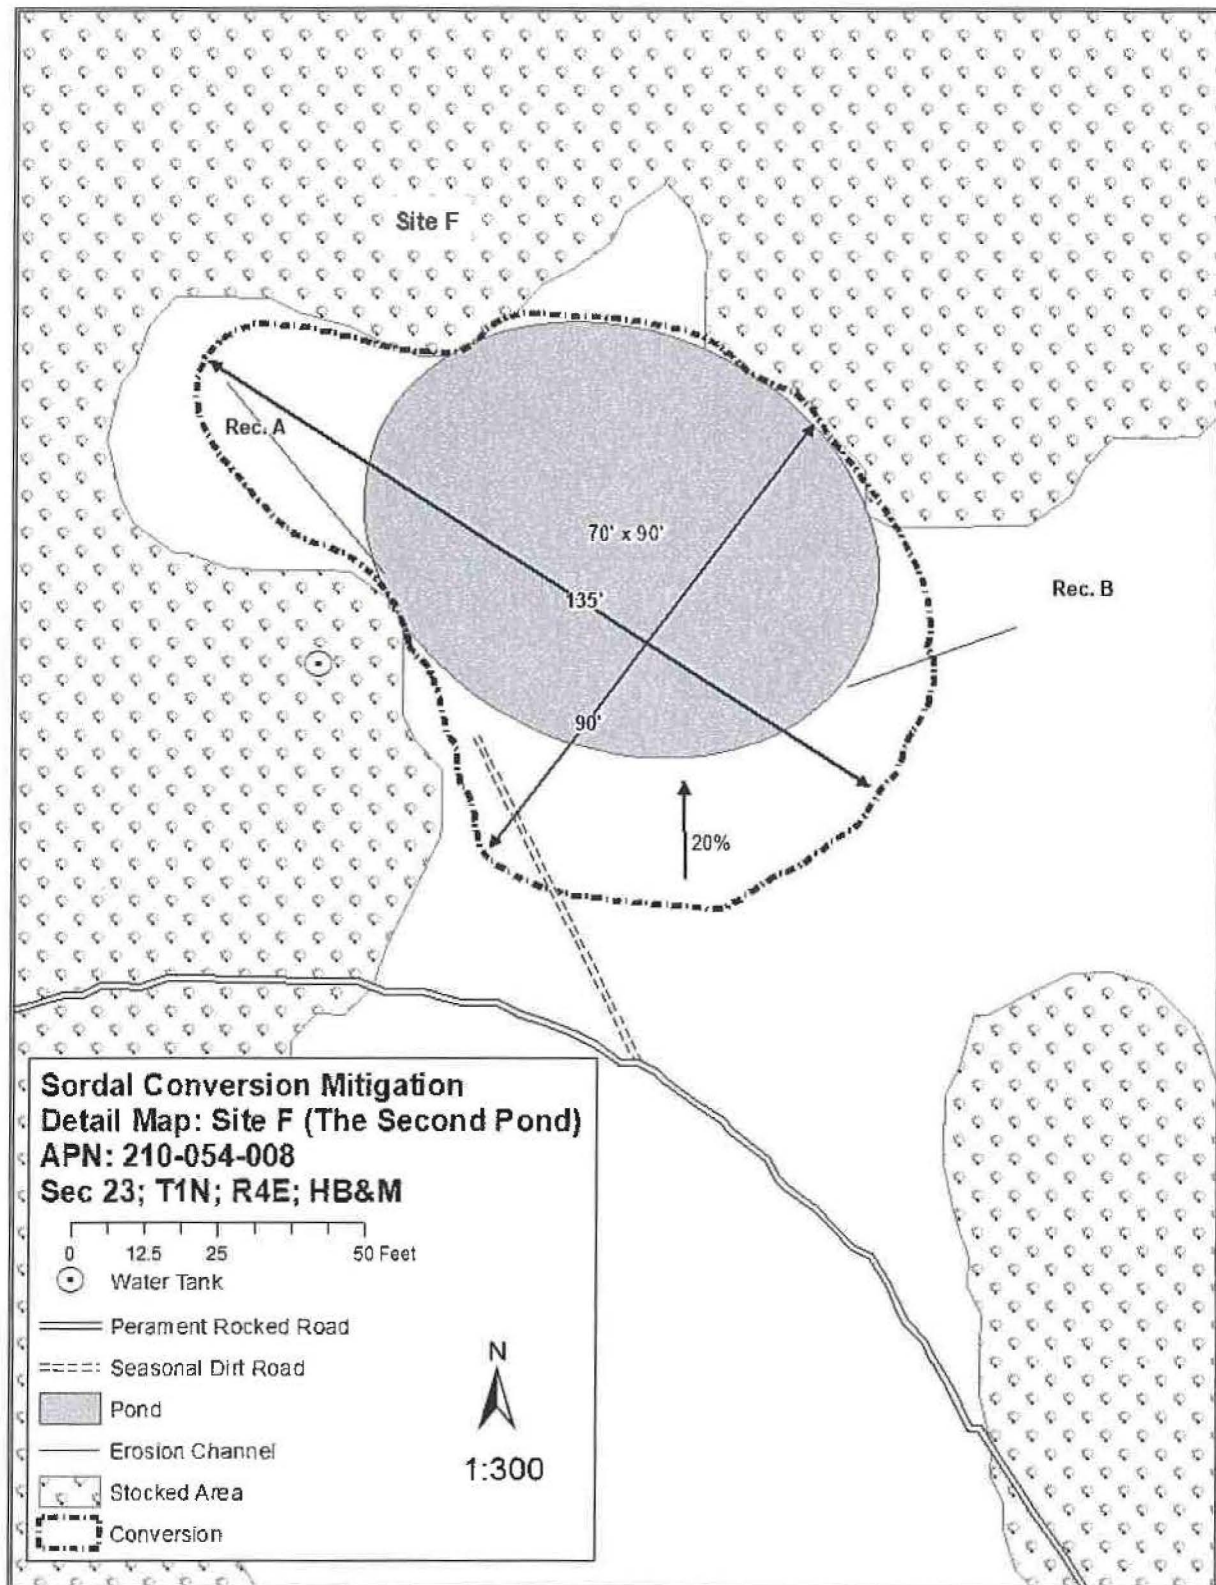 Site F
Rec. A
70' x 90'
135'
Rec. B
90'
20%
Sordal Conversion Mitigation
Detail Map: Site F (The Second Pond)
APN: 210-054-008
Sec 23; T1N; R4E; HB&M
0 12.5 25 50 Feet
Water Tank
Perament Rocked Road
Seasonal Dirt Road
Pond
Erosion Channel
Stocked Area
Conversion
N
1:300